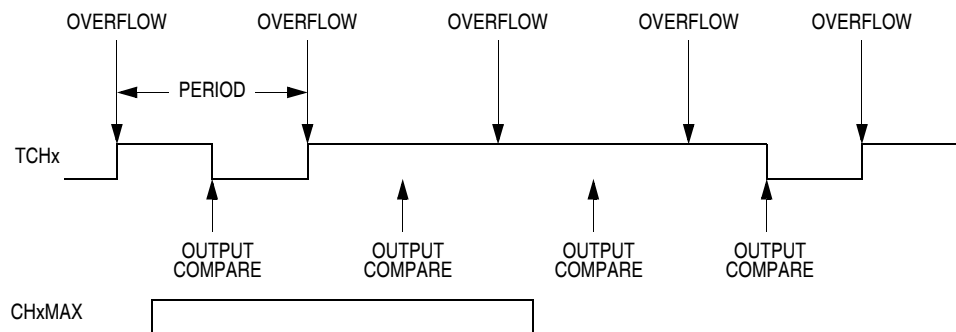 OVERFLOW OVERFLOW OVERFLOW OVERFLOW OVERFLOW
PERIOD
TCHx
OUTPUT
COMPARE
OUTPUT
COMPARE
OUTPUT
COMPARE
OUTPUT
COMPARE
CHxMAX